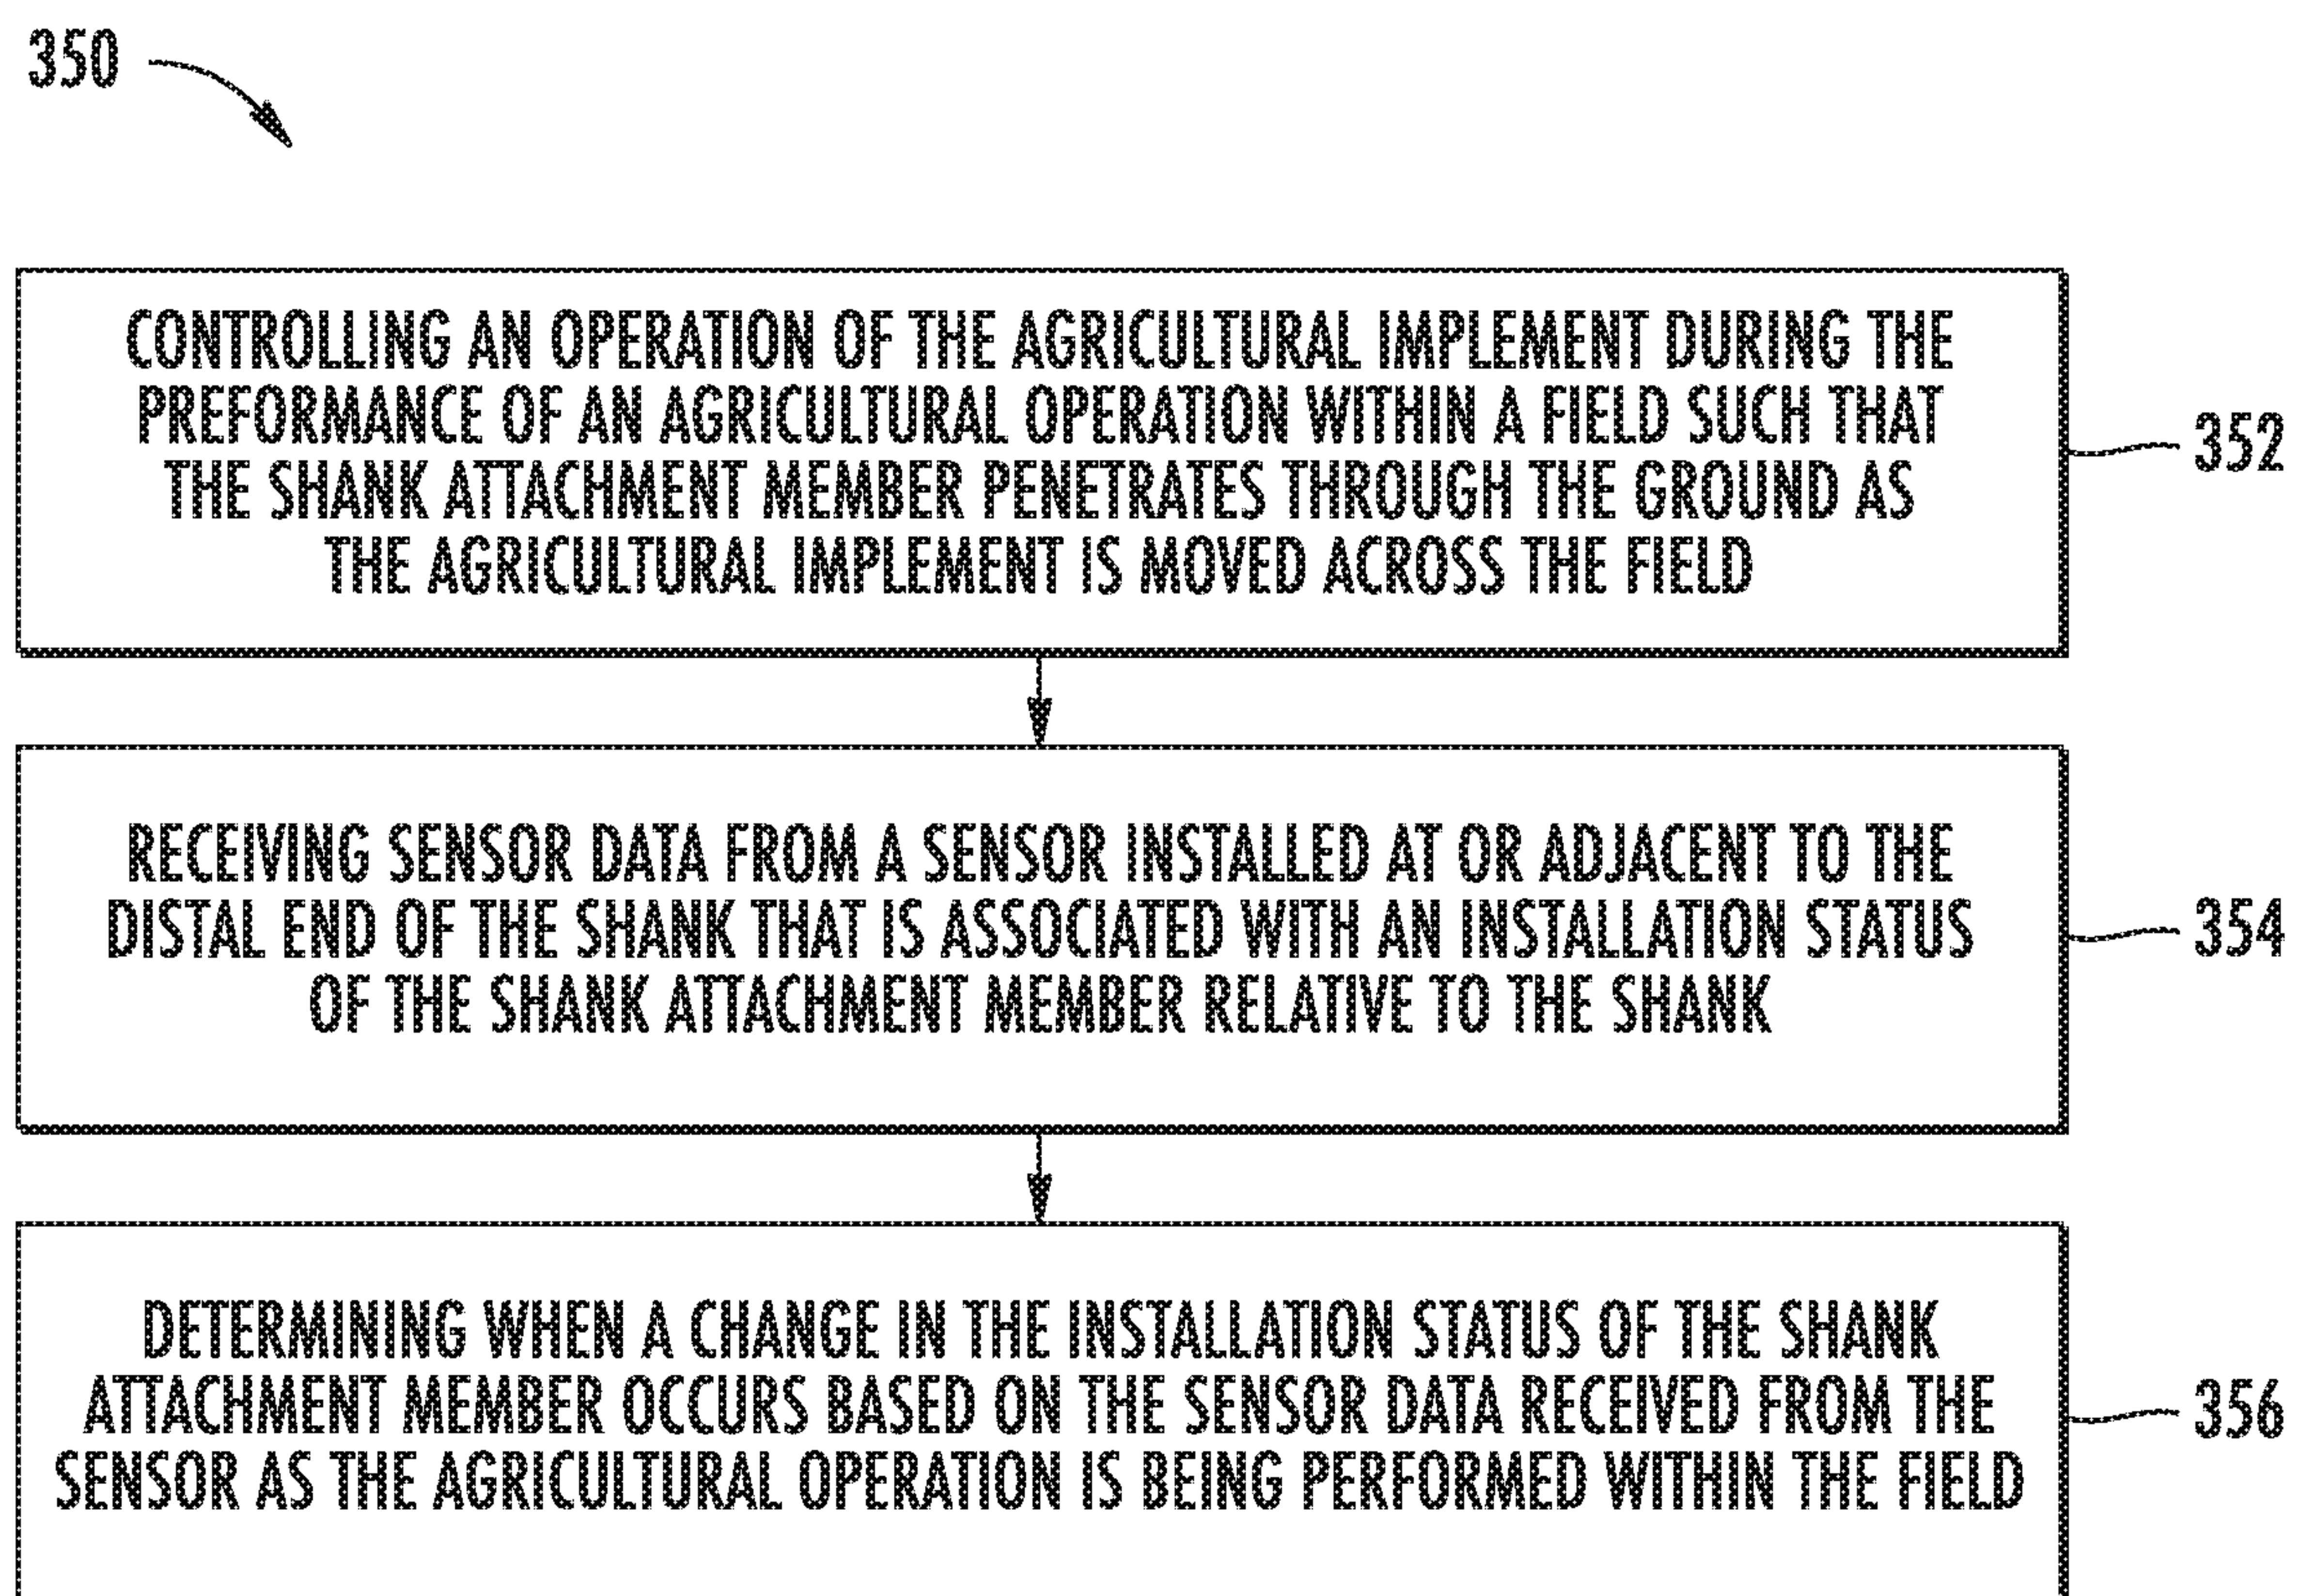 350
CONTROLLING AN OPERATION OF THE AGRICULTURAL IMPLEMENT DURING THE
PREFORMANCE OF AN AGRICULTURAL OPERATION WITHIN A FIELD SUCH THAT
THE SHANK ATTACHMENT MEMBER PENETRATES THROUGH THE GROUND AS
THE AGRICULTURAL IMPLEMENT IS MOVED ACROSS THE FIELD
352
RECEIVING SENSOR DATA FROM A SENSOR INSTALLED AT OR ADJACENT TO THE
DISTAL END OF THE SHANK THAT IS ASSOCIATED WITH AN INSTALLATION STATUS
OF THE SHANK ATTACHMENT MEMBER RELATIVE TO THE SHANK
354
DETERMINING WHEN A CHANGE IN THE INSTALLATION STATUS OF THE SHANK
ATTACHMENT MEMBER OCCURS BASED ON THE SENSOR DATA RECEIVED FROM THE
SENSOR AS THE AGRICULTURAL OPERATION IS BEING PERFORMED WITHIN THE FIELD
356